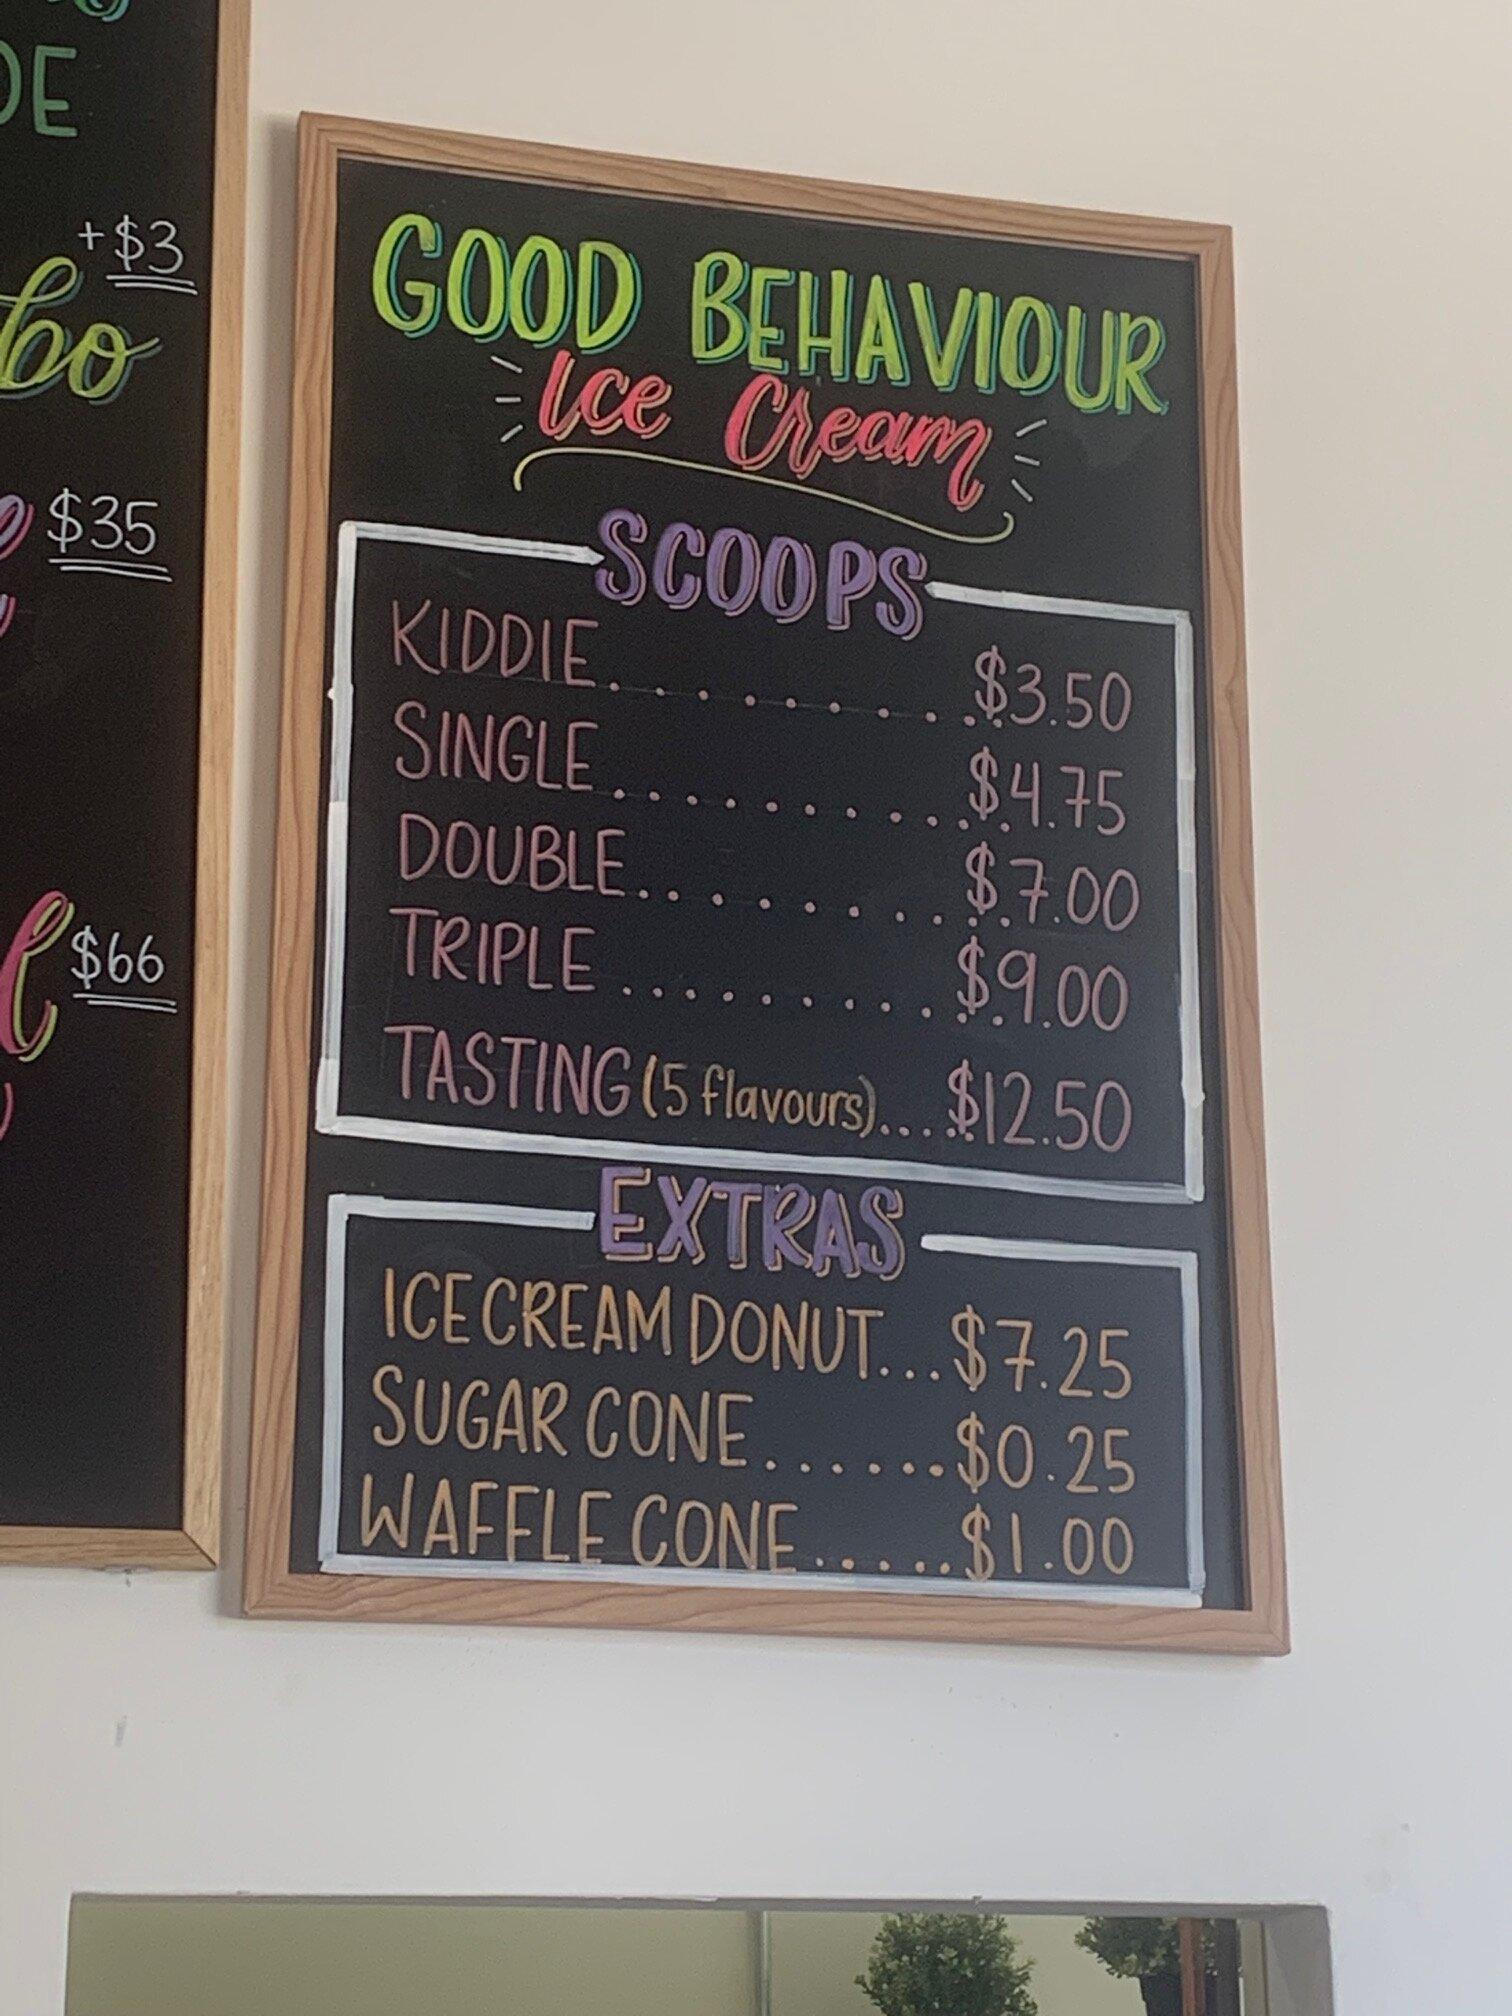 DE
+$3
bo
$35
$66
GOOD BEHAVIOUR
Ice Cream
SCOOPS
KIDDIE.........$3.50
SINGLE..........$4.75
DOUBLE..........$7.00
TRIPLE..........$9.00
TASTING (5 flavours)....$12.50
EXTRAS
ICE CREAM DONUT...$7.25
SUGAR CONE.......$0.25
WAFFLE CONE.....$1.00